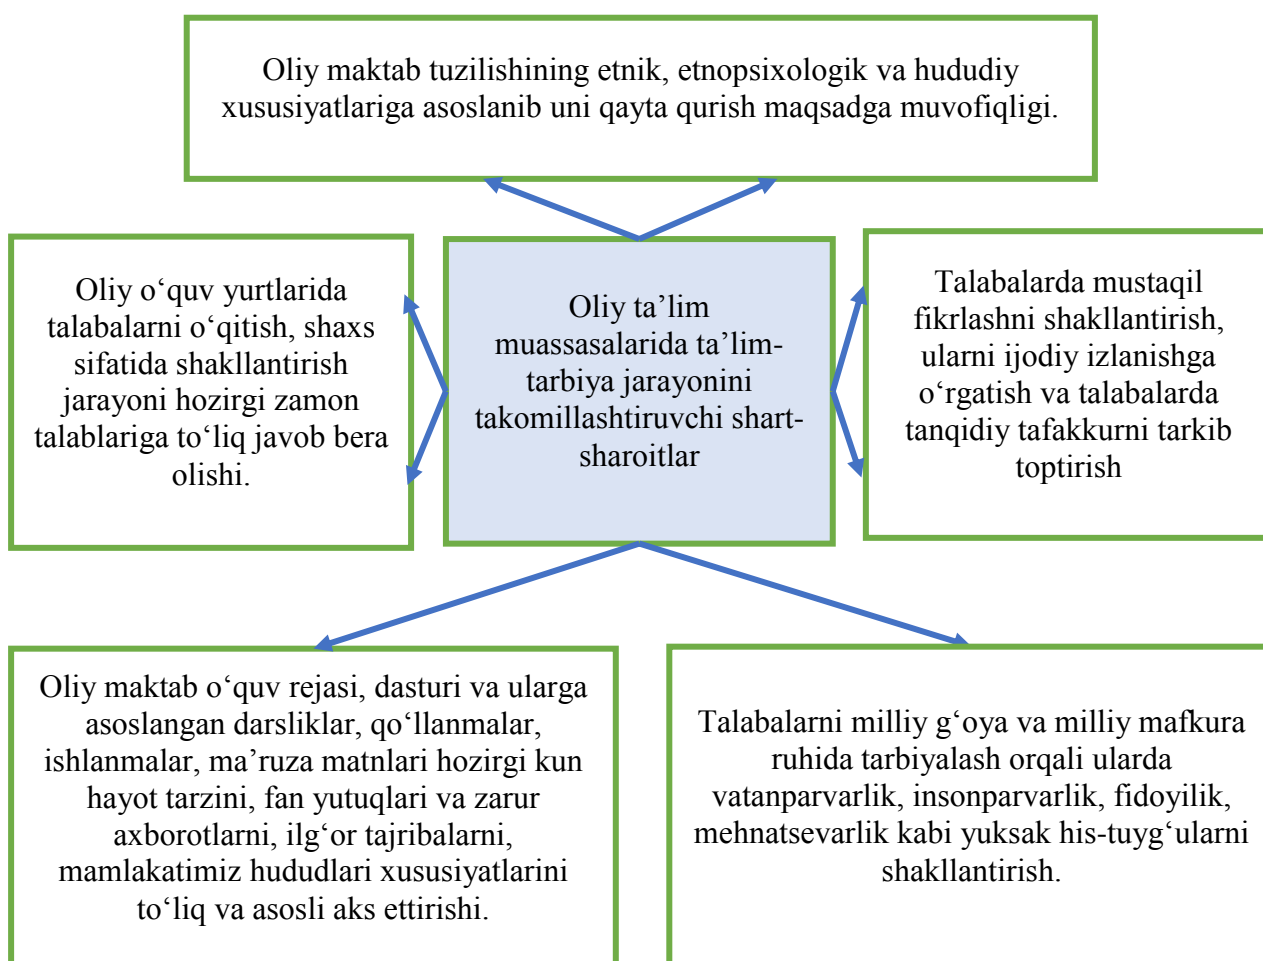 Oliy maktab tuzilishining etnik, etnopsixologik va hududiy
xususiyatlariga asoslanib uni qayta qurish maqsadga muvofiqligi.
Oliy o‘quv yurtlarida
talabalarni o‘qitish, shaxs
sifatida shakllantirish
jarayoni hozirgi zamon
talablariga to‘liq javob bera
olishi.
Oliy ta’lim
muassasalarida ta’lim-
tarbiya jarayonini
takomillashtiruvchi shart-
sharoitlar
Talabalarda mustaqil
fikrlashni shakllantirish,
ularni ijodiy izlanishga
o‘rgatish va talabalarda
tanqidiy tafakkurni tarkib
toptirish
Oliy maktab o‘quv rejasi, dasturi va ularga
asoslangan darsliklar, qo‘llanmalar,
ishlanmalar, ma’ruza matnlari hozirgi kun
hayot tarzini, fan yutuqlari va zarur
axborotlarni, ilg‘or tajribalarni,
mamlakatimiz hududlari xususiyatlarini
to‘liq va asosli aks ettirishi.
Talabalarni milliy g‘oya va milliy mafkura
ruhida tarbiyalash orqali ularda
vatanparvarlik, insonparvarlik, fidoyilik,
mehnatsevarlik kabi yuksak his-tuyg‘ularni
shakllantirish.